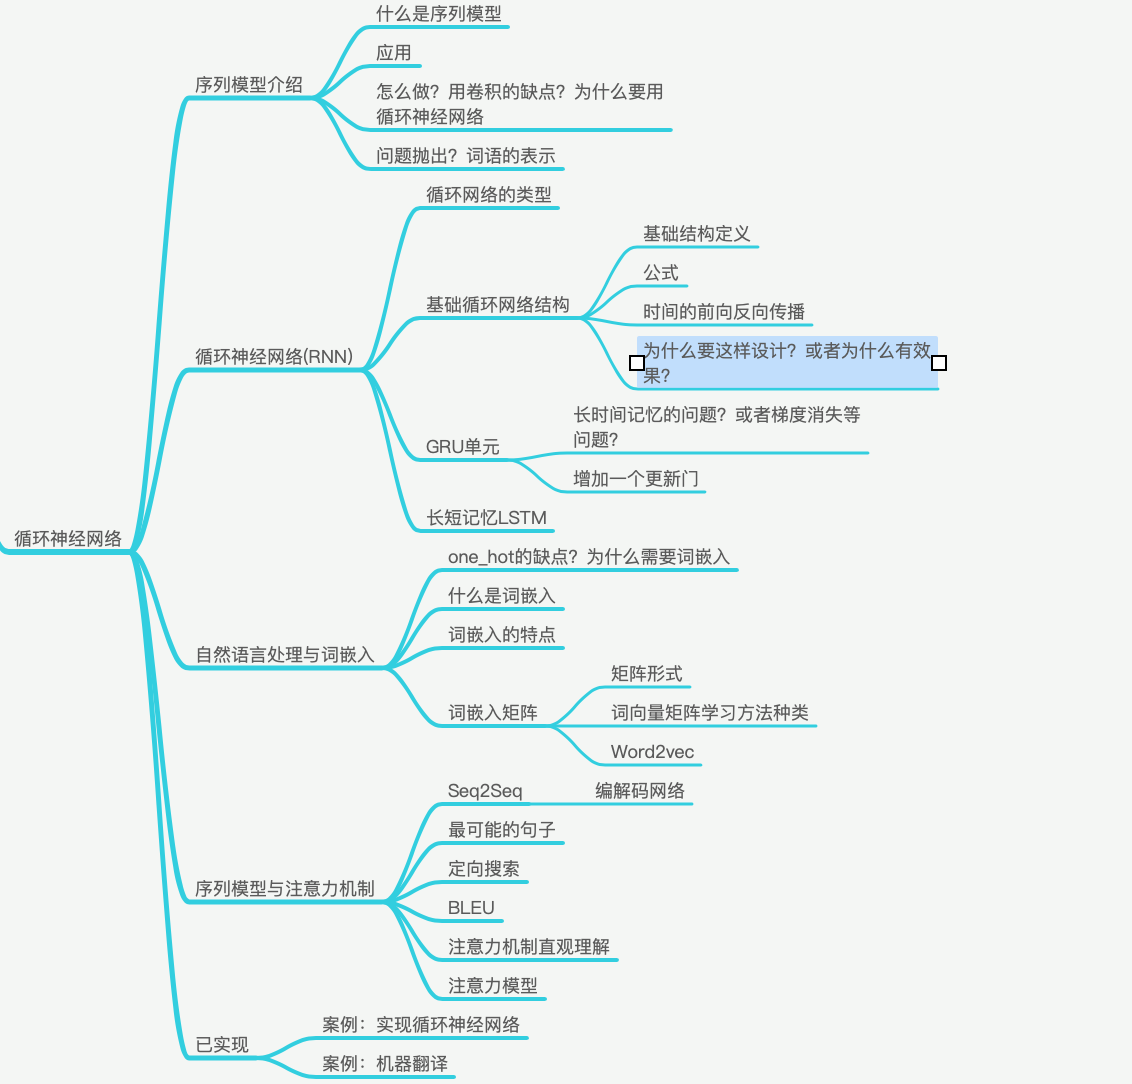 什么是序列模型
应用
序列模型介绍
怎么做？用卷积的缺点？为什么要用
循环神经网络
问题抛出？词语的表示
循环网络的类型
基础结构定义
公式
基础循环网络结构
时间的前向反向传播
为什么要这样设计？或者为什么有效
果？
循环神经网络(RNN)
长时间记忆的问题？或者梯度消失等
问题？
GRU单元
增加一个更新门
长短记忆LSTM
循环神经网络
one_hot的缺点？为什么需要词嵌入
什么是词嵌入
词嵌入的特点
自然语言处理与词嵌入
矩阵形式
词嵌入矩阵
词向量矩阵学习方法种类
Word2vec
Seq2Seq
编解码网络
最可能的句子
定向搜索
序列模型与注意力机制
BLEU
注意力机制直观理解
注意力模型
案例：实现循环神经网络
已实现
案例：机器翻译